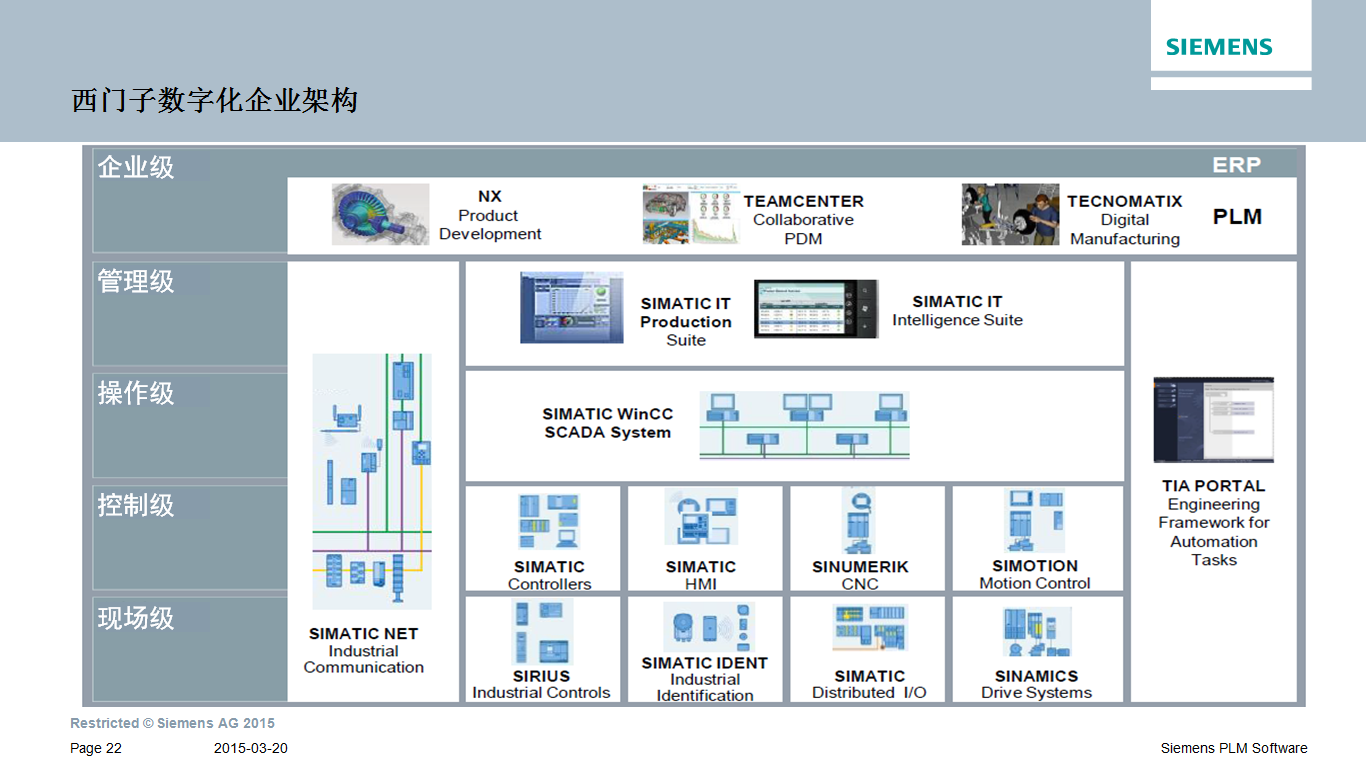 SIEMENS
西门子数字化企业架构
企业级
ERP
NX
Product
Development
TEAMCENTER
Collaborative
PDM
TECNOMATIX
Digital
Manufacturing
PLM
管理级
SIMATIC IT
Production
Suite
SIMATIC IT
Intelligence Suite
操作级
SIMATIC WinCC
SCADA System
控制级
SIMATIC
Controllers
SIMATIC
HMI
SINUMERIK
CNC
SIMOTION
Motion Control
TIA PORTAL
Engineering
Framework for
Automation
Tasks
现场级
SIMATIC NET
Industrial
Communication
SIRIUS
Industrial Controls
SIMATIC IDENT
Industrial
Identification
SIMATIC
Distributed I/O
SINAMICS
Drive Systems
Restricted © Siemens AG 2015
Page 22
2015-03-20
Siemens PLM Software